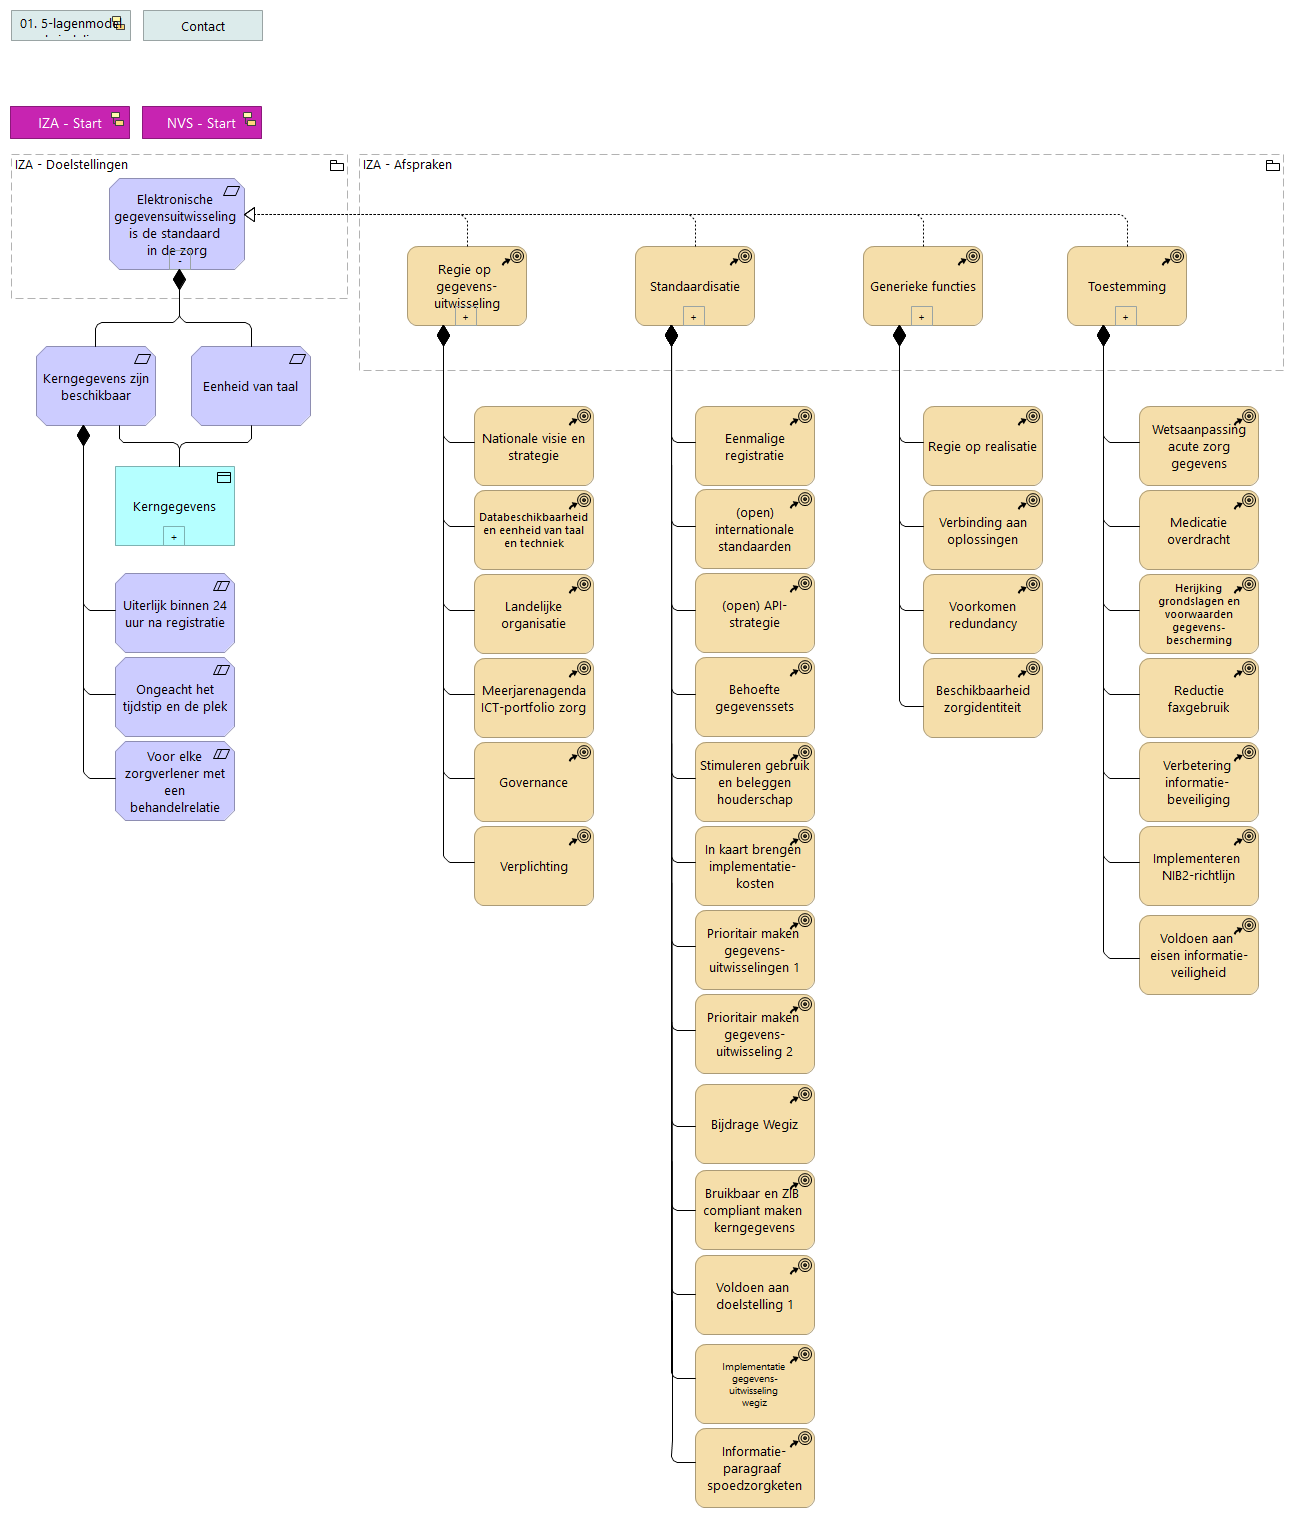 01. 5-lagenmodel
Contact
IZA - Start
NVS - Start
IZA - Doelstellingen
Elektronische
gegevensuitwisseling
is de standaard
in de zorg
-
Kerngegevens zijn
beschikbaar
Eenheid van taal
Kerngegevens
+
Uiterlijk binnen 24
uur na registratie
Ongeacht het
tijdstip en de plek
Voor elke
zorgverlener met
een
behandelrelatie
IZA - Afspraken
Regie op
gegevens-
uitwisseling
+
Standaardisatie
+
Generieke functies
+
Toestemming
+
Nationale visie en
strategie
Databeschikbaarheid
en eenheid van taal
en techniek
Landelijke
organisatie
Meerjarenagenda
ICT-portfolio zorg
Governance
Verplichting
Eenmalige
registratie
(open)
internationale
standaarden
(open) API-
strategie
Behoefte
gegevenssets
Stimuleren gebruik
en beleggen
houderschap
In kaart brengen
implementatie-
kosten
Prioritair maken
gegevens-
uitwisselingen 1
Prioritair maken
gegevens-
uitwisseling 2
Bijdrage Wegiz
Bruikbaar en ZIB
compliant maken
kerngegevens
Voldoen aan
doelstelling 1
Implementatie
gegevens-
uitwisseling
wegiz
Informatie-
paragraaf
spoedzorgketen
Regie op realisatie
Verbinding aan
oplossingen
Voorkomen
redundancy
Beschikbaarheid
zorgidentiteit
Wetsaanpassing
acute zorg
gegevens
Medicatie
overdracht
Herijking
grondslagen en
voorwaarden
gegevens-
bescherming
Reductie
faxgebruik
Verbetering
informatie-
beveiliging
Implementeren
NIB2-richtlijn
Voldoen aan
eisen informatie-
veiligheid